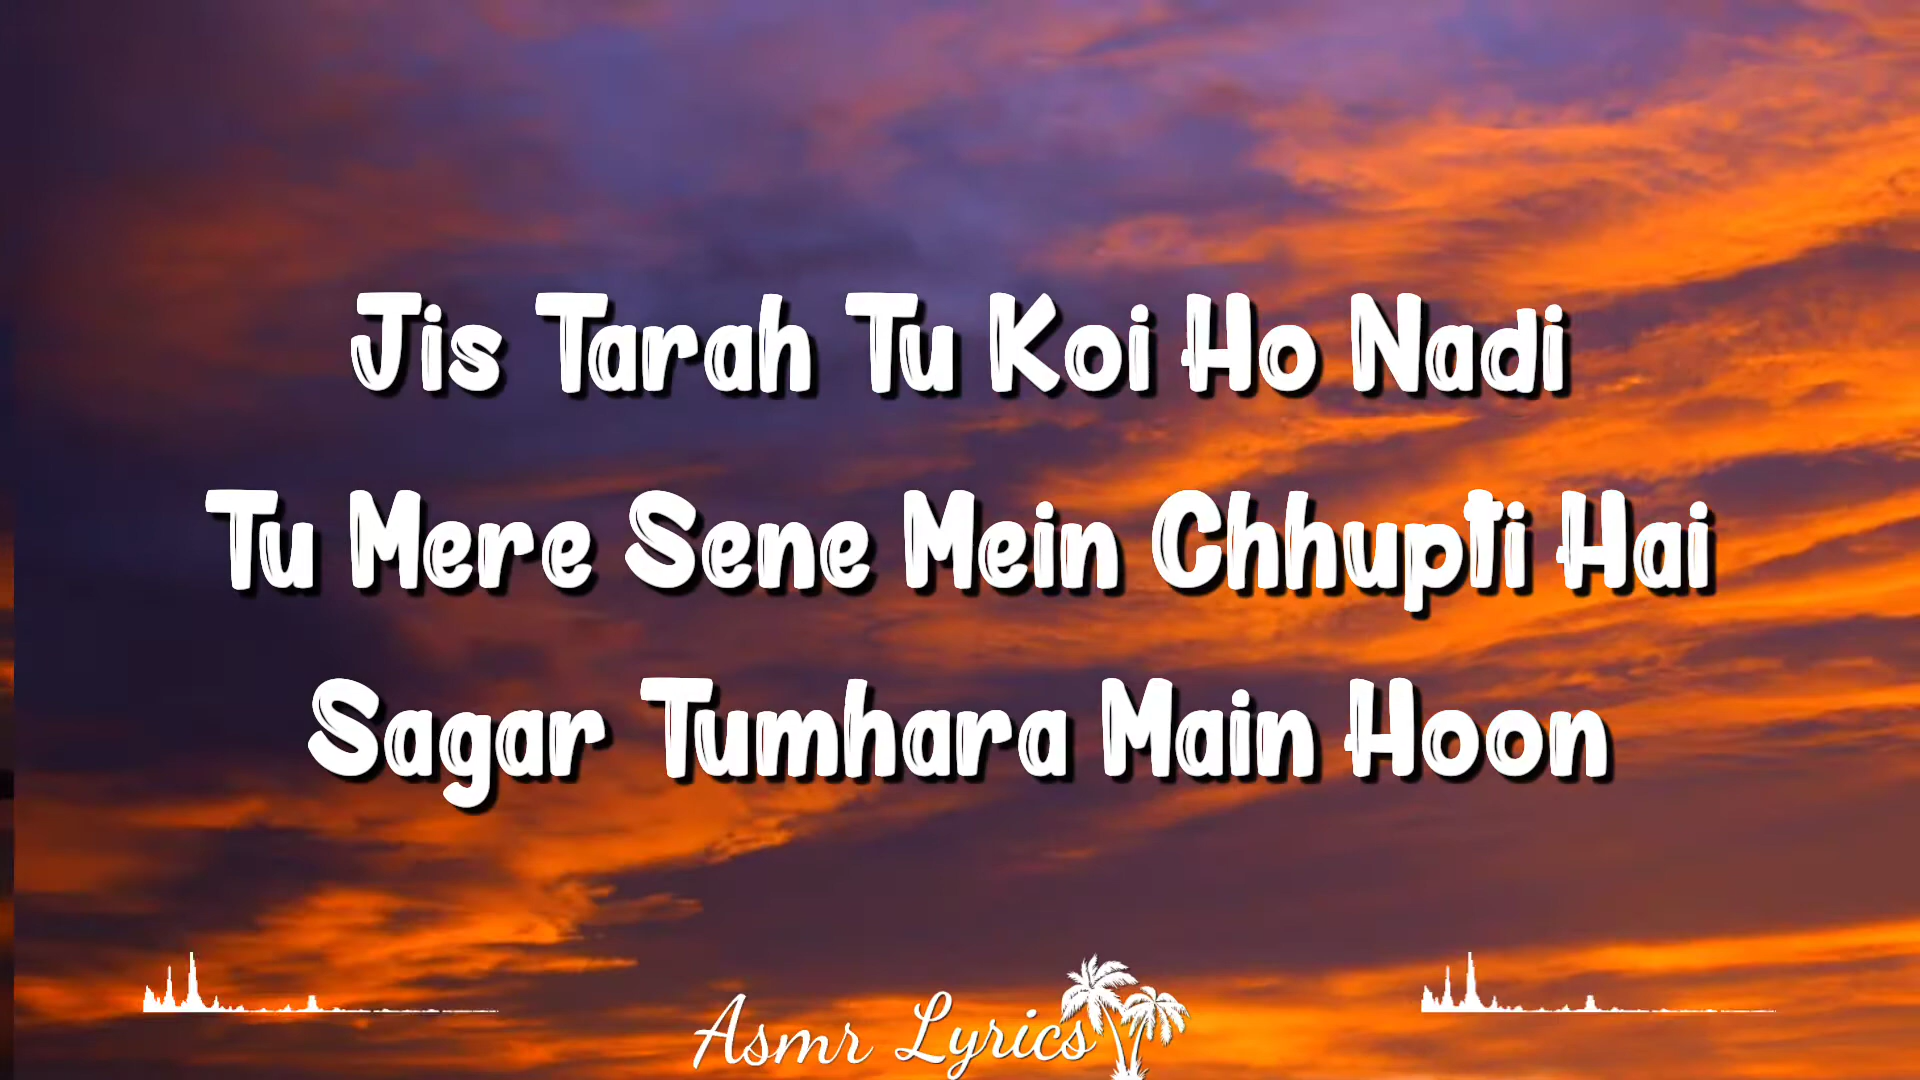 Jis Tarah Tu Koi Ho Nadi
Tu Mere Sene Mein Chhupti Hai
Sagar Tumhara Main Hoon
Asmr Lyrics